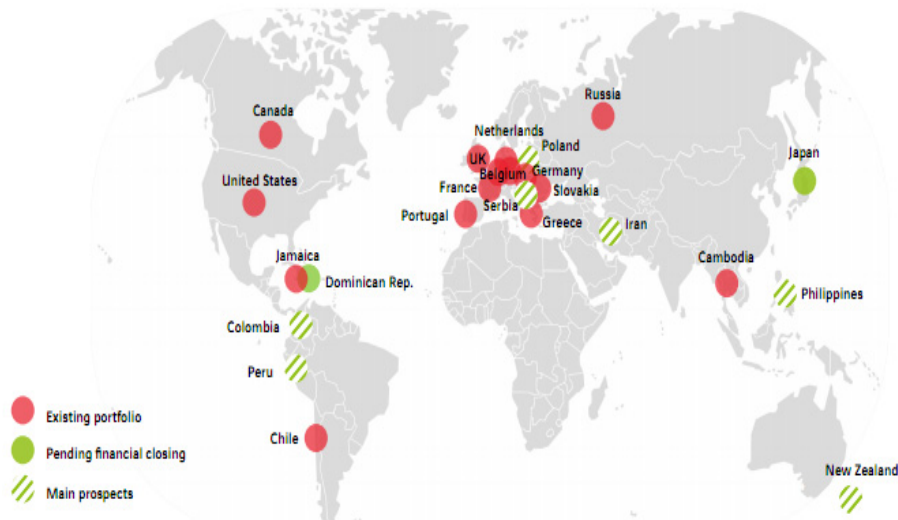 Russia
Canada
Netherlands
Poland
Japan
UK
Belgium
Germany
United States
France
Slovakia
Serbia
Portugal
Greece
Iran
Jamaica
Cambodia
Dominican Rep.
Philippines
Colombia
Peru
Existing portfolio
Chile
Pending financial closing
New Zealand
Main prospects